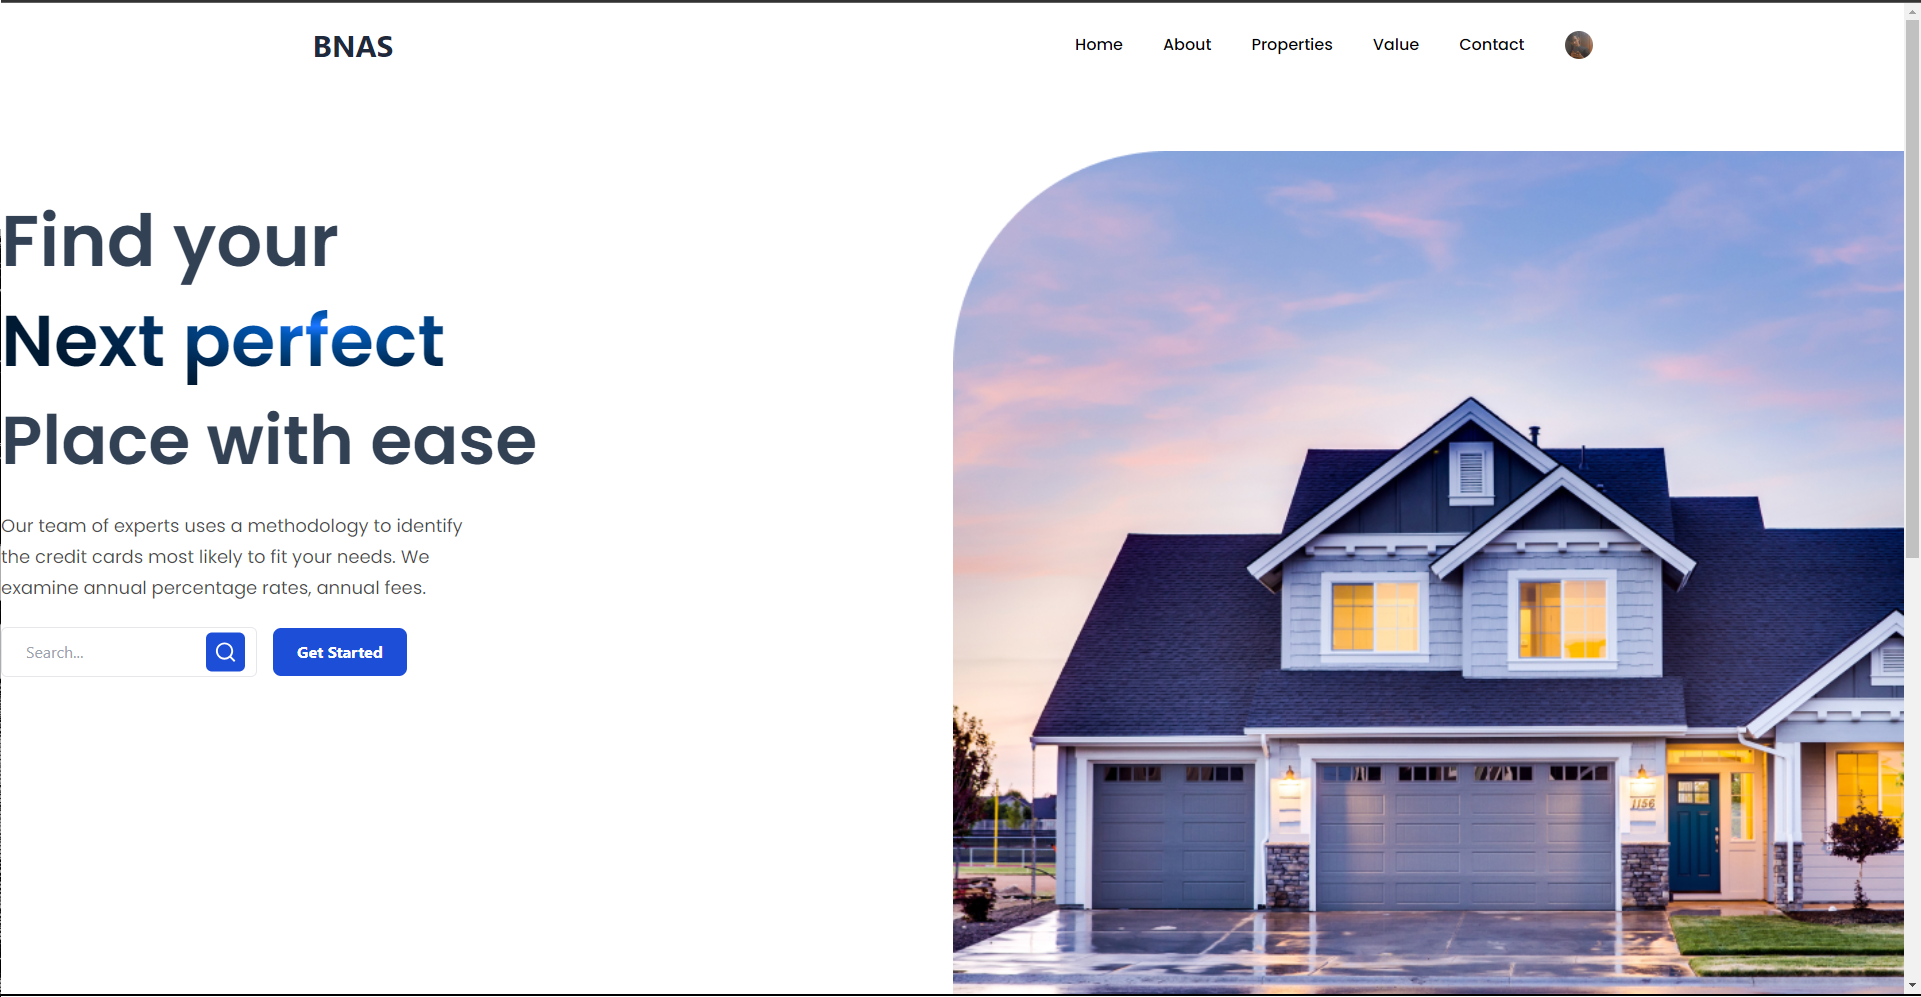 BNAS
Home About Properties Value Contact
Find your
Next perfect
Place with ease
Our team of experts uses a methodology to identify
the credit cards most likely to fit your needs. We
examine annual percentage rates, annual fees.
Search...
Get Started
1156